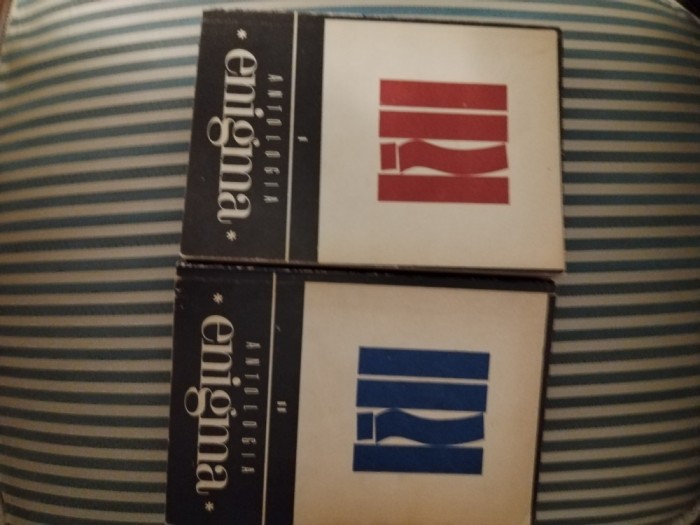 * enigma *
ANTOLOGIA
I
* enigma *
ANTOLOGIA
II